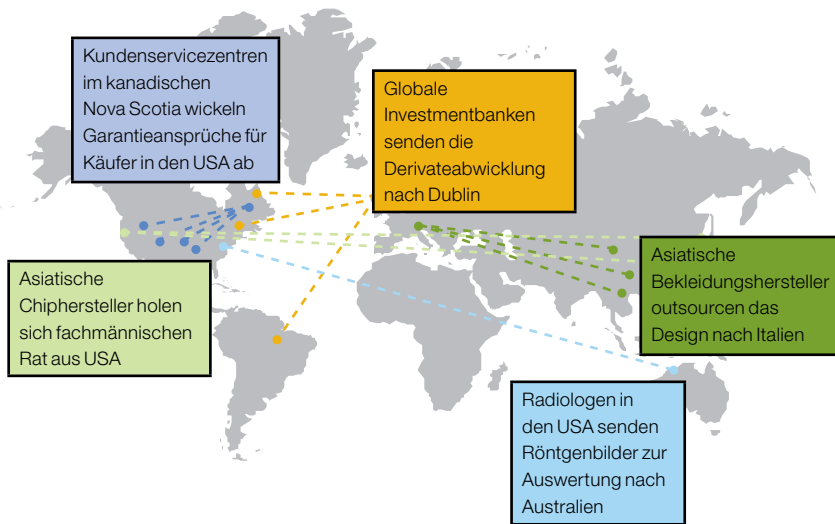 Kundenservicezentren
im kanadischen
Nova Scotia wickeln
Garantieansprüche für
Käufer in den USA ab
Globale
Investmentbanken
senden die
Derivateabwicklung
nach Dublin
Asiatische
Chiphersteller holen
sich fachmännischen
Rat aus USA
Asiatische
Bekleidungshersteller
outsourcen das
Design nach Italien
Radiologen in
den USA senden
Röntgenbilder zur
Auswertung nach
Australien